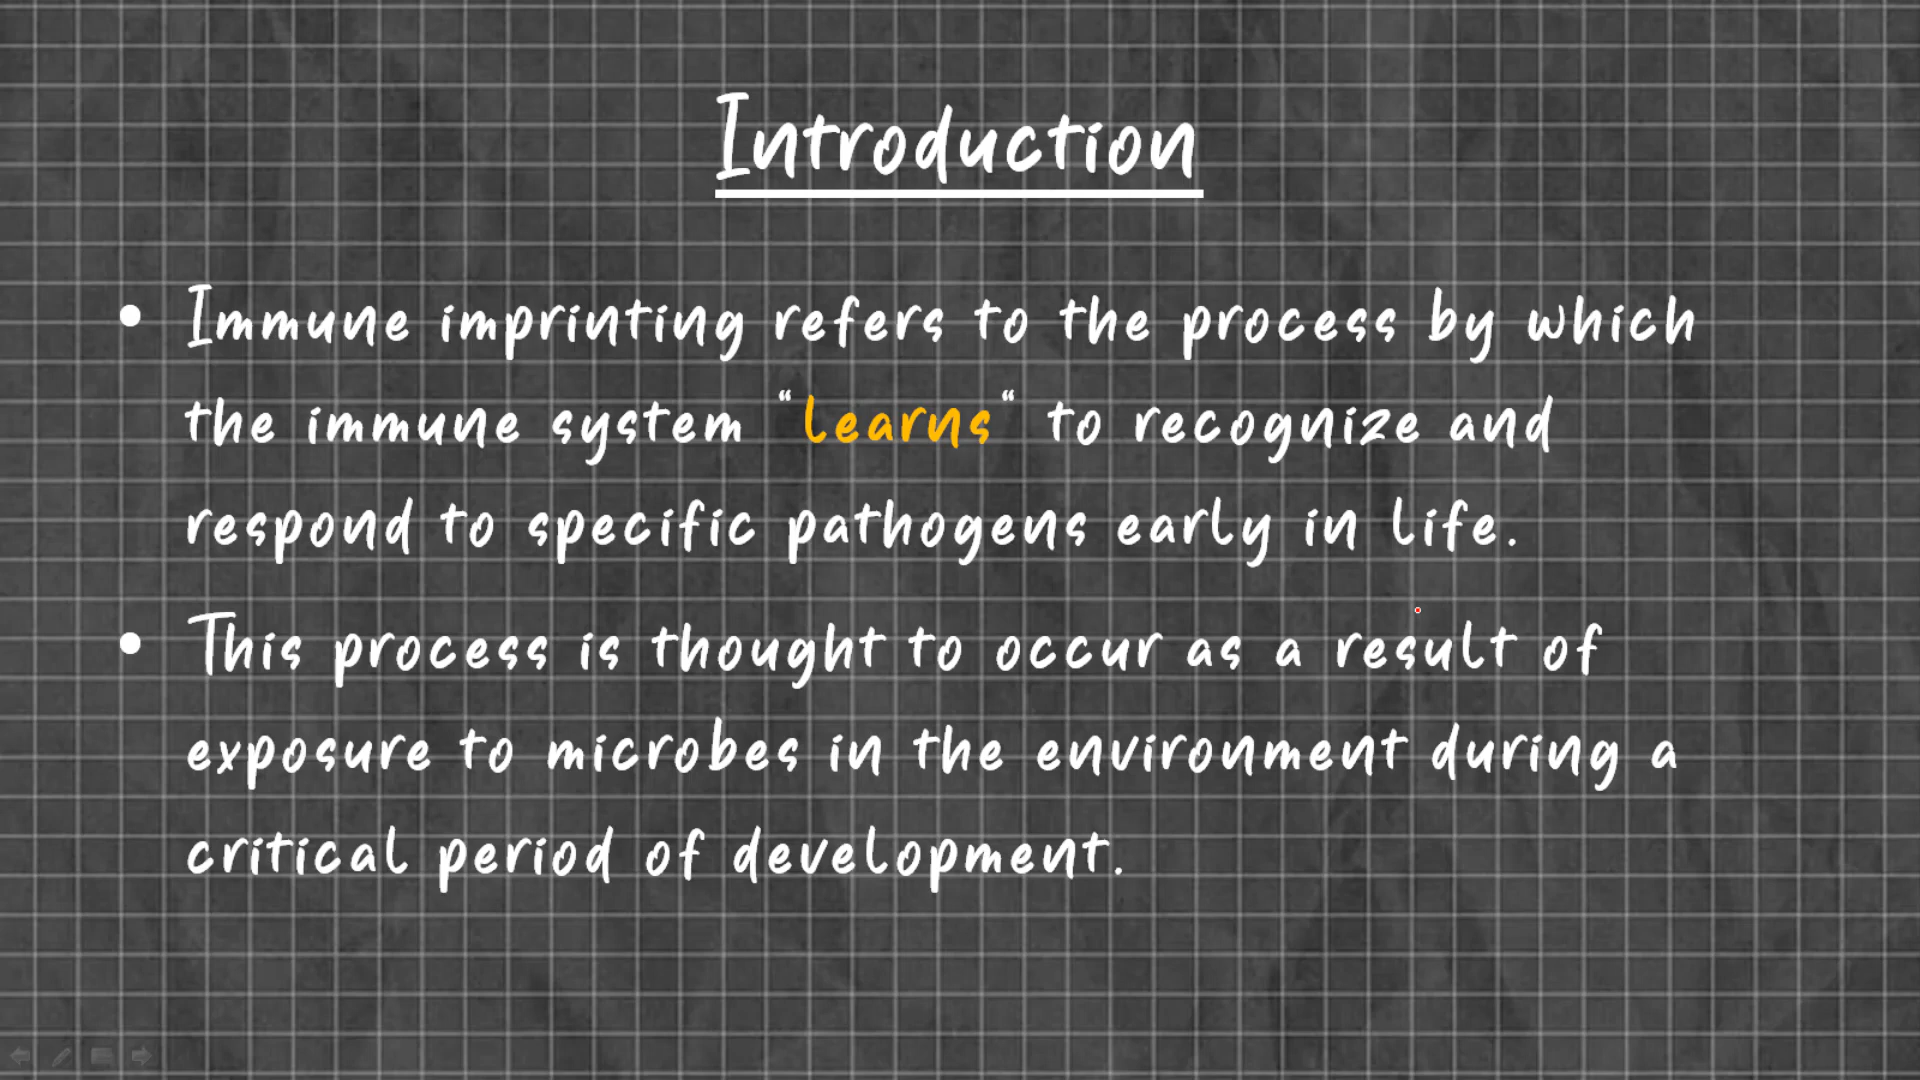 Introduction
• Immune imprinting refers to the process by which
the immune system “learns“ to recognize and
respond to specific pathogens early in life.
• This process is thought to occur as a result of
exposure to microbes in the environment during a
critical period of development.